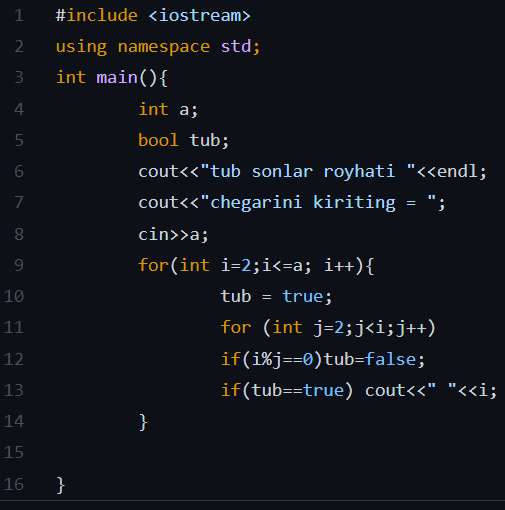 1 #include <iostream>
2 using namespace std;
3 int main(){
4 int a;
5 bool tub;
6 cout<<"tub sonlar royhati "<<endl;
7 cout<<"chegarini kiriting = ";
8 cin>>a;
9 for(int i=2;i<=a; i++){
10 tub = true;
11 for (int j=2;j<i;j++)
12 if(i%j==0)tub=false;
13 if(tub==true) cout<<" "<<i;
14 }
15
16 }